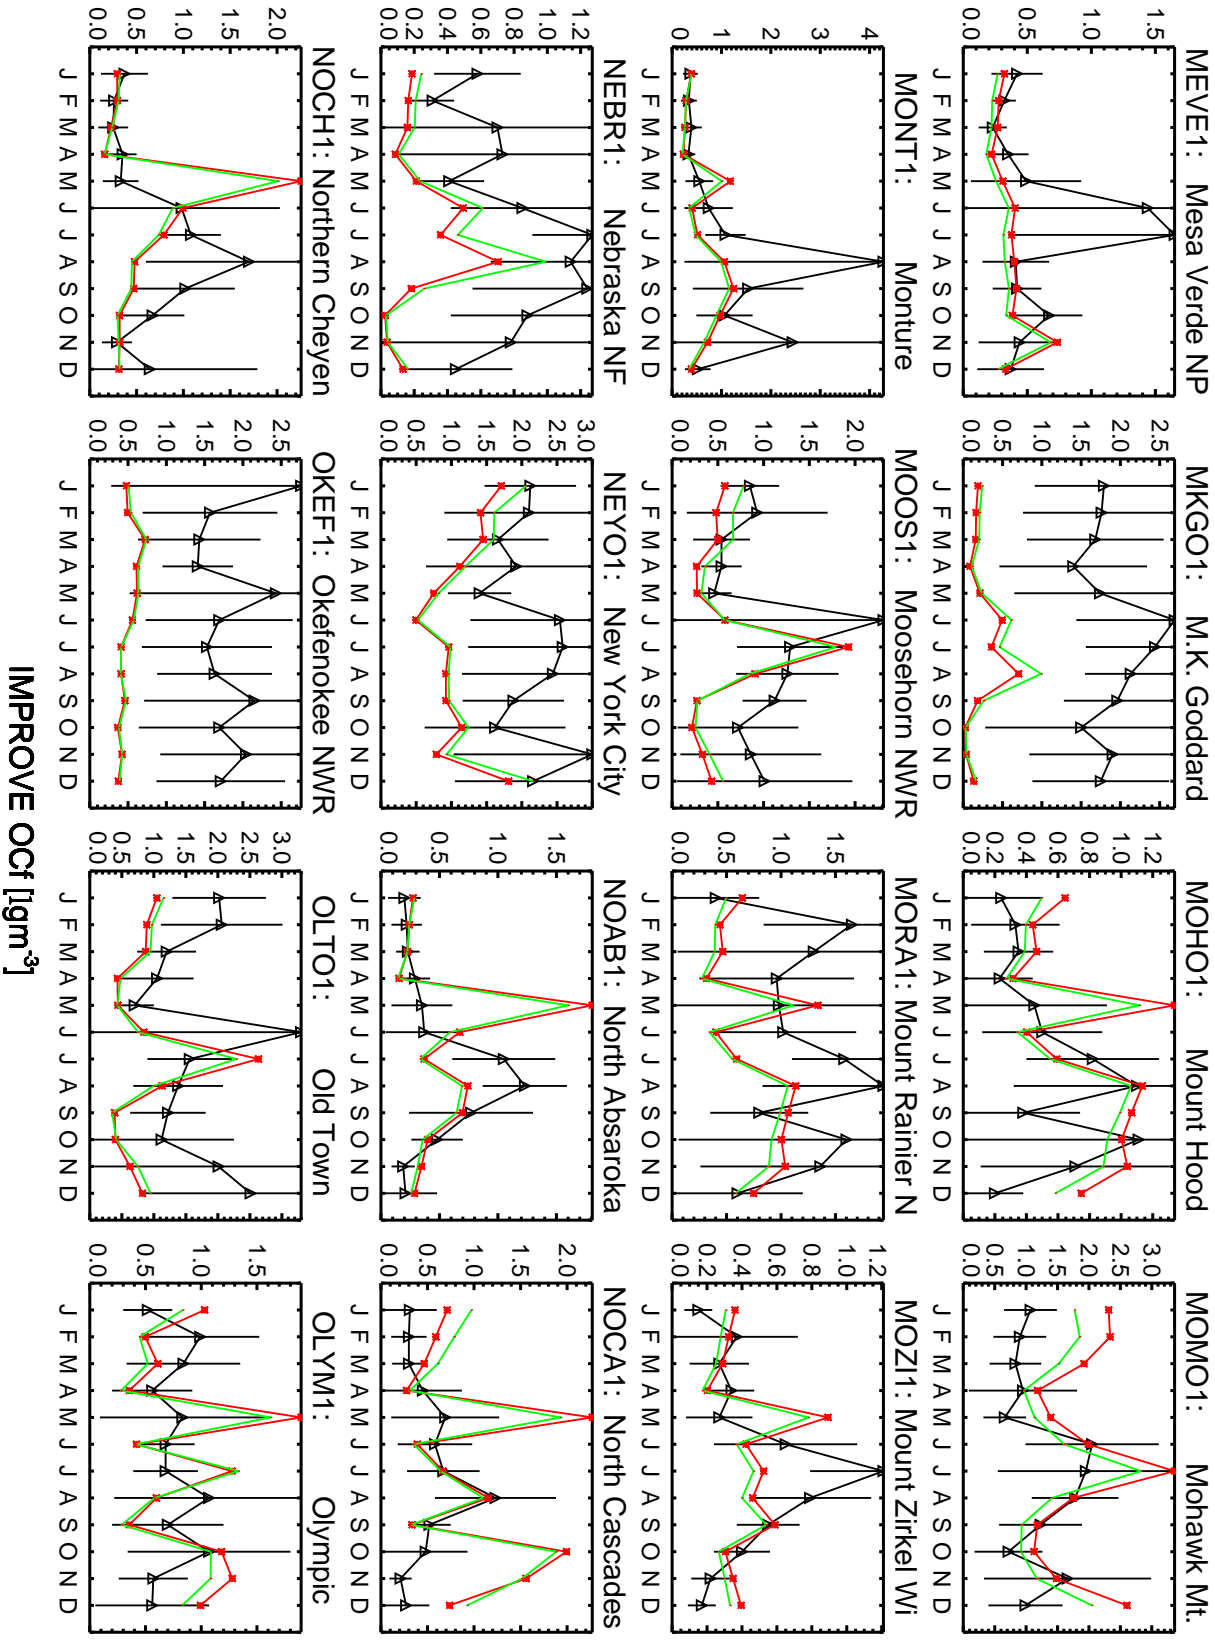 MEVE1: Mesa Verde NP
1.5
1.0
0.5
0.0
J F M A M J J A S O N D
MKGO1: M.K. Goddard
2.5
2.0
1.5
1.0
0.5
0.0
J F M A M J J A S O N D
MOHO1: Mount Hood
1.2
1.0
0.8
0.6
0.4
0.2
0.0
J F M A M J J A S O N D
MOMO1: Mohawk Mt.
3.0
2.5
2.0
1.5
1.0
0.5
0.0
J F M A M J J A S O N D
MONT1: Monture
4
3
2
1
0
J F M A M J J A S O N D
MOOS1: Moosehorn NWR
2.0
1.5
1.0
0.5
0.0
J F M A M J J A S O N D
MORA1: Mount Rainier N
1.5
1.0
0.5
0.0
J F M A M J J A S O N D
MOZI1: Mount Zirkel Wi
1.2
1.0
0.8
0.6
0.4
0.2
0.0
J F M A M J J A S O N D
NEBR1: Nebraska NF
1.2
1.0
0.8
0.6
0.4
0.2
0.0
J F M A M J J A S O N D
NEYO1: New York City
3.0
2.5
2.0
1.5
1.0
0.5
0.0
J F M A M J J A S O N D
NOAB1: North Absaroka
1.5
1.0
0.5
0.0
J F M A M J J A S O N D
NOCA1: North Cascades
2.0
1.5
1.0
0.5
0.0
J F M A M J J A S O N D
NOCH1: Northern Cheyen
2.0
1.5
1.0
0.5
0.0
J F M A M J J A S O N D
OKEF1: Okefenokee NWR
2.5
2.0
1.5
1.0
0.5
0.0
J F M A M J J A S O N D
OLTO1: Old Town
3.0
2.5
2.0
1.5
1.0
0.5
0.0
J F M A M J J A S O N D
OLYM1: Olympic
1.5
1.0
0.5
0.0
J F M A M J J A S O N D
IMPROVE OCf [1gm⁻³]